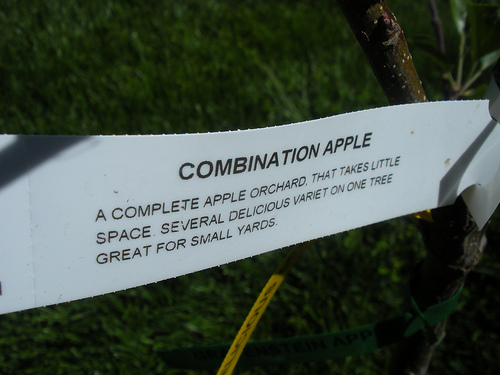 COMBINATION APPLE
A COMPLETE APPLE ORCHARD, THAT TAKES LITTLE
SPACE. SEVERAL DELICIOUS VARIET ON ONE TREE
GREAT FOR SMALL YARDS.